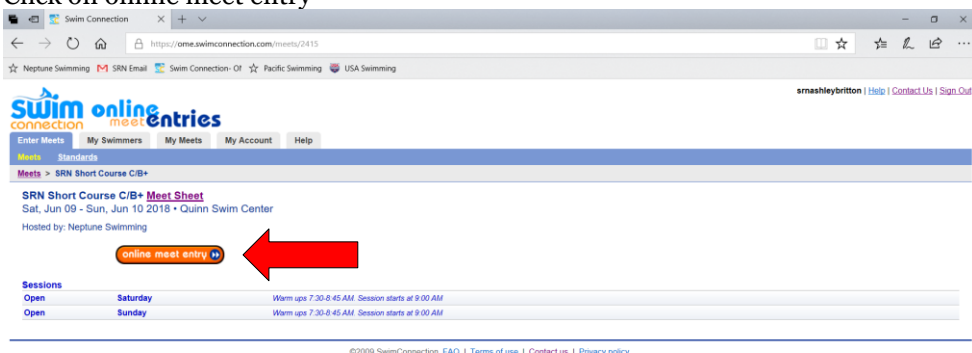 Click on online meet entry
Swim Connection
https://ome.swimconnection.com/meets/2415
Neptune Swimming SRN Email Swim Connection- Of Pacific Swimming USA Swimming
srnashleybritton | Help | Contact Us | Sign Out
swim connection online meet entries
Enter Meets My Swimmers My Meets My Account Help
Meets Standards
Meets > SRN Short Course C/B+
SRN Short Course C/B+ Meet Sheet
Sat, Jun 09 - Sun, Jun 10 2018 • Quinn Swim Center
Hosted by: Neptune Swimming
online meet entry
Sessions
Open Saturday Warm ups 7:30-8:45 AM. Session starts at 9:00 AM
Open Sunday Warm ups 7:30-8:45 AM. Session starts at 9:00 AM
©2009 SwimConnection FAQ | Terms of use | Contact us | Privacy policy